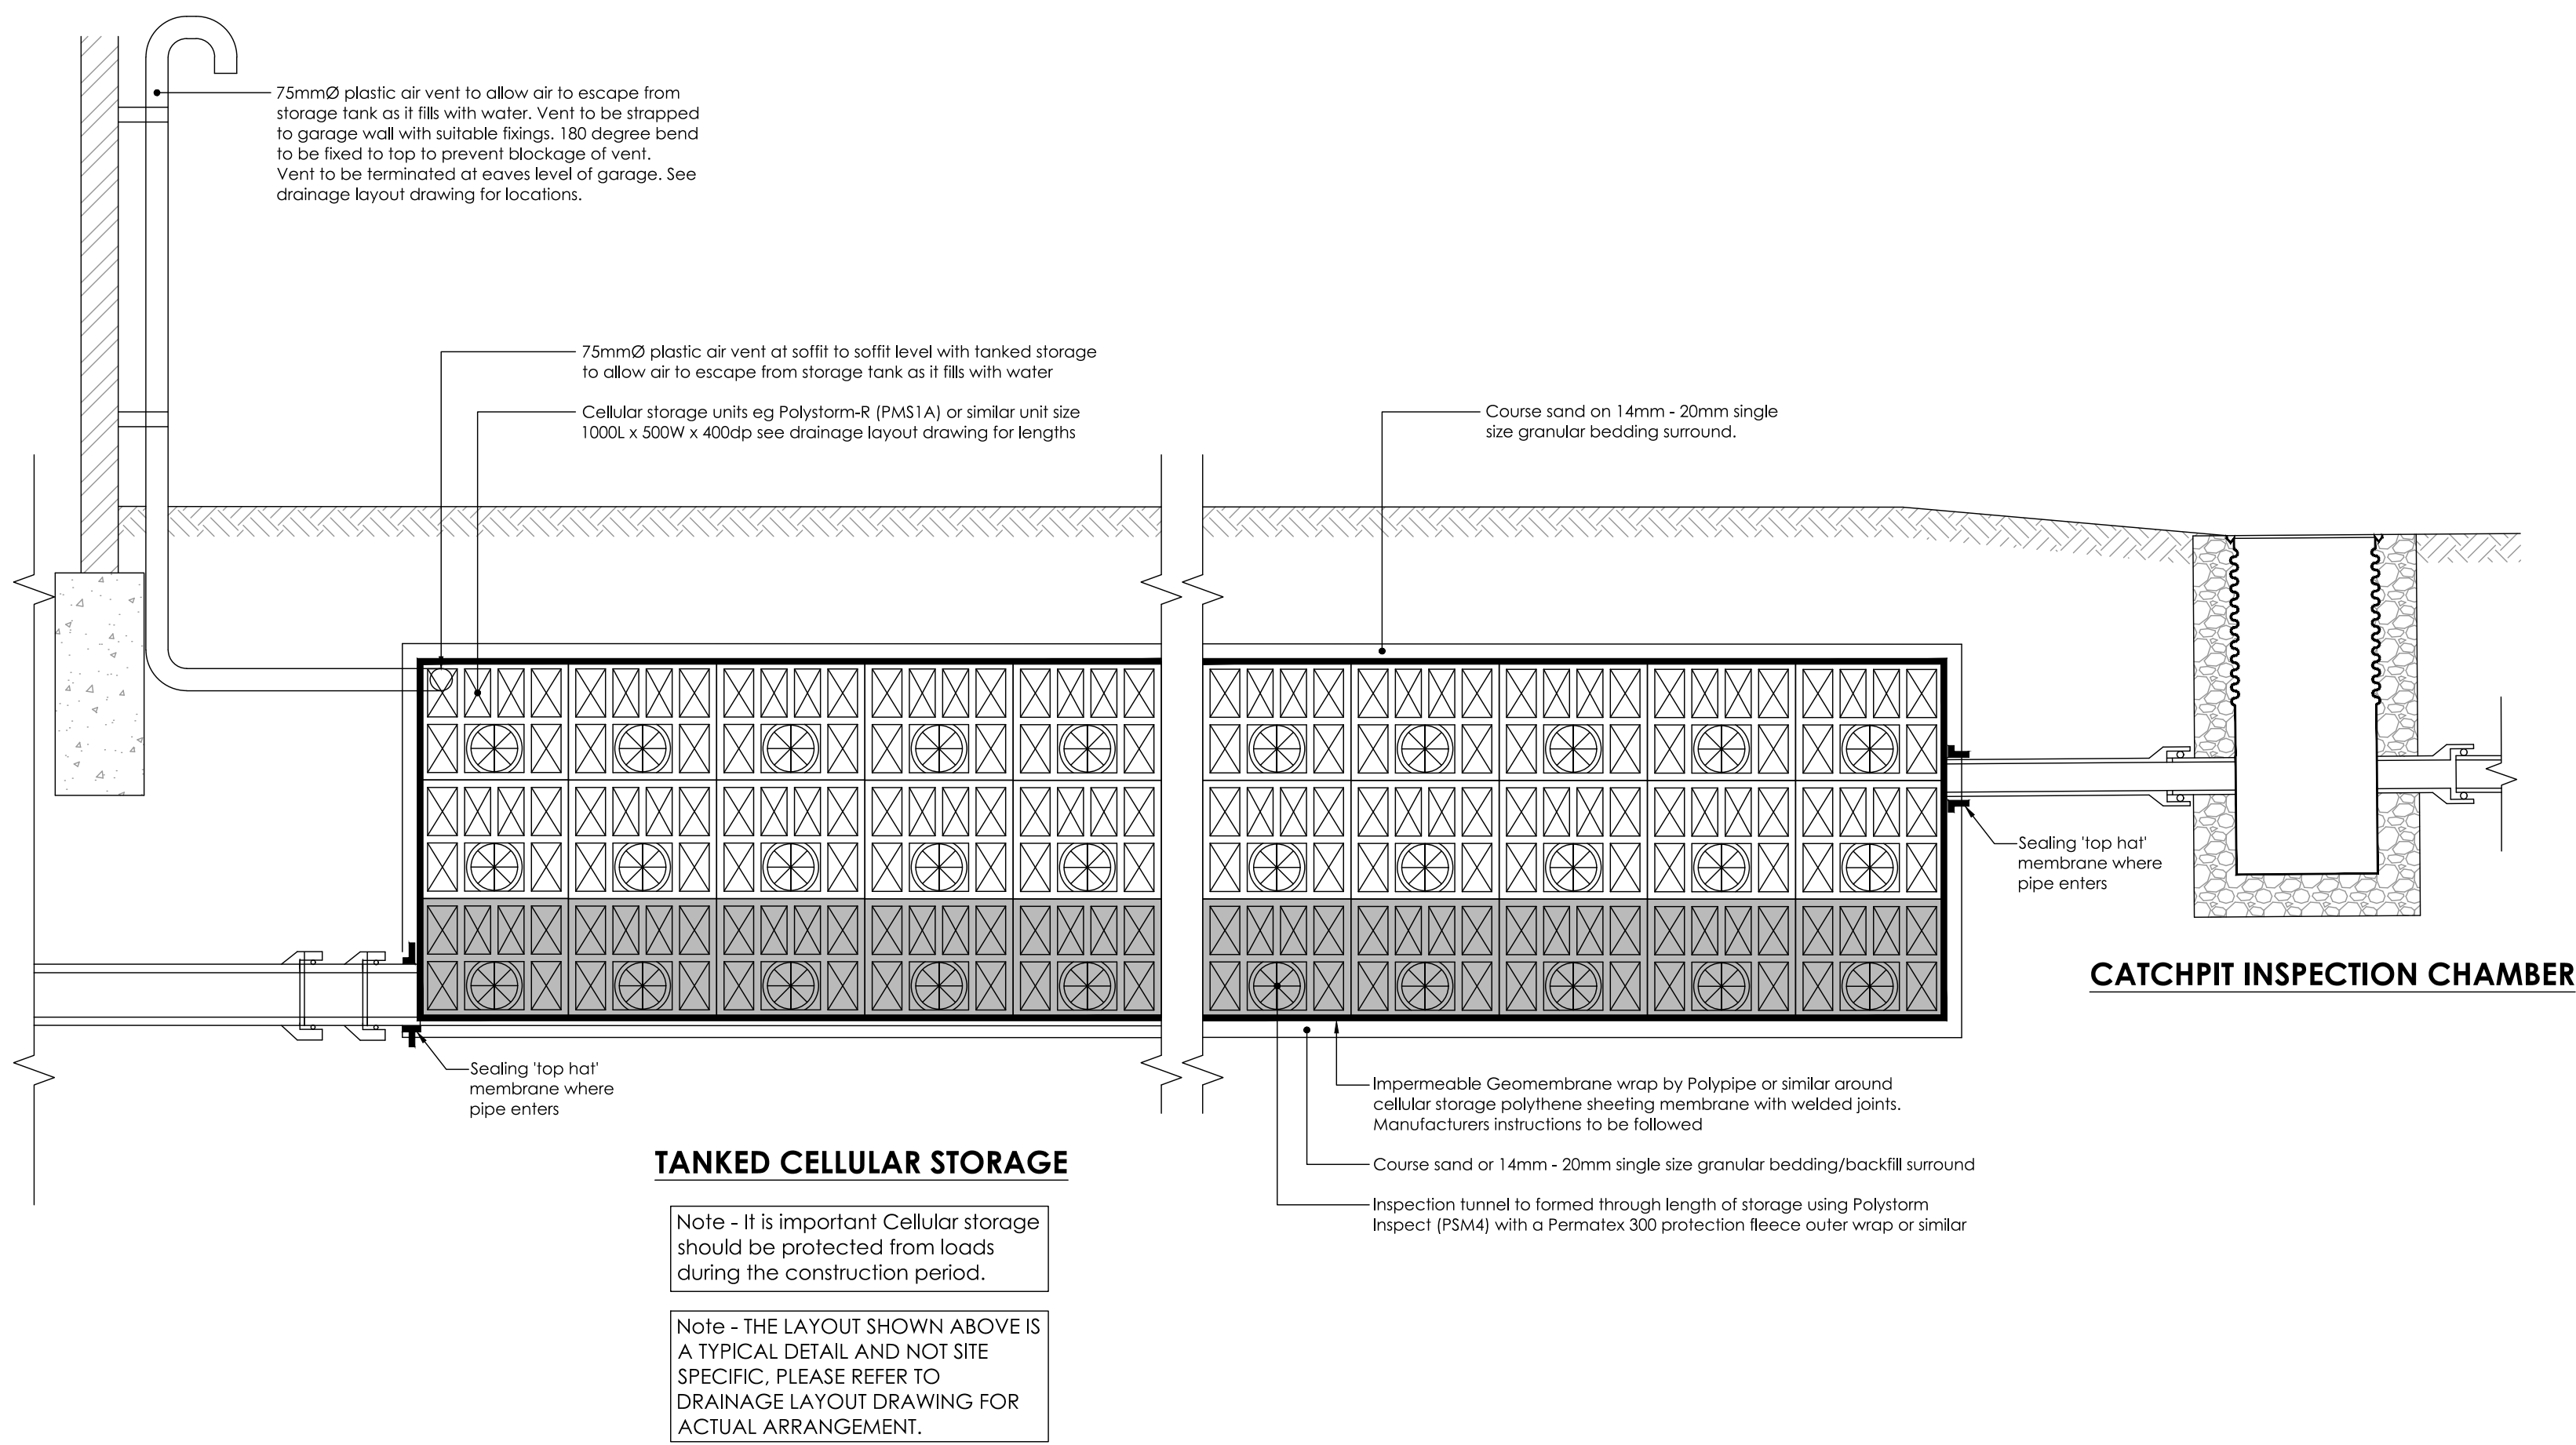 75mmØ plastic air vent to allow air to escape from
storage tank as it fills with water. Vent to be strapped
to garage wall with suitable fixings. 180 degree bend
to be fixed to top to prevent blockage of vent.
Vent to be terminated at eaves level of garage. See
drainage layout drawing for locations.
75mmØ plastic air vent at soffit to soffit level with tanked storage
to allow air to escape from storage tank as it fills with water
Cellular storage units eg Polystorm-R (PMS1A) or similar unit size
1000L x 500W x 400dp see drainage layout drawing for lengths
Course sand on 14mm - 20mm single
size granular bedding surround.
Sealing 'top hat'
membrane where
pipe enters
CATCHPIT INSPECTION CHAMBER
Sealing 'top hat'
membrane where
pipe enters
Impermeable Geomembrane wrap by Polypipe or similar around
cellular storage polythene sheeting membrane with welded joints.
Manufacturers instructions to be followed
Course sand or 14mm - 20mm single size granular bedding/backfill surround
Inspection tunnel to formed through length of storage using Polystorm
Inspect (PSM4) with a Permatex 300 protection fleece outer wrap or similar
TANKED CELLULAR STORAGE
Note - It is important Cellular storage
should be protected from loads
during the construction period.
Note - THE LAYOUT SHOWN ABOVE IS
A TYPICAL DETAIL AND NOT SITE
SPECIFIC, PLEASE REFER TO
DRAINAGE LAYOUT DRAWING FOR
ACTUAL ARRANGEMENT.